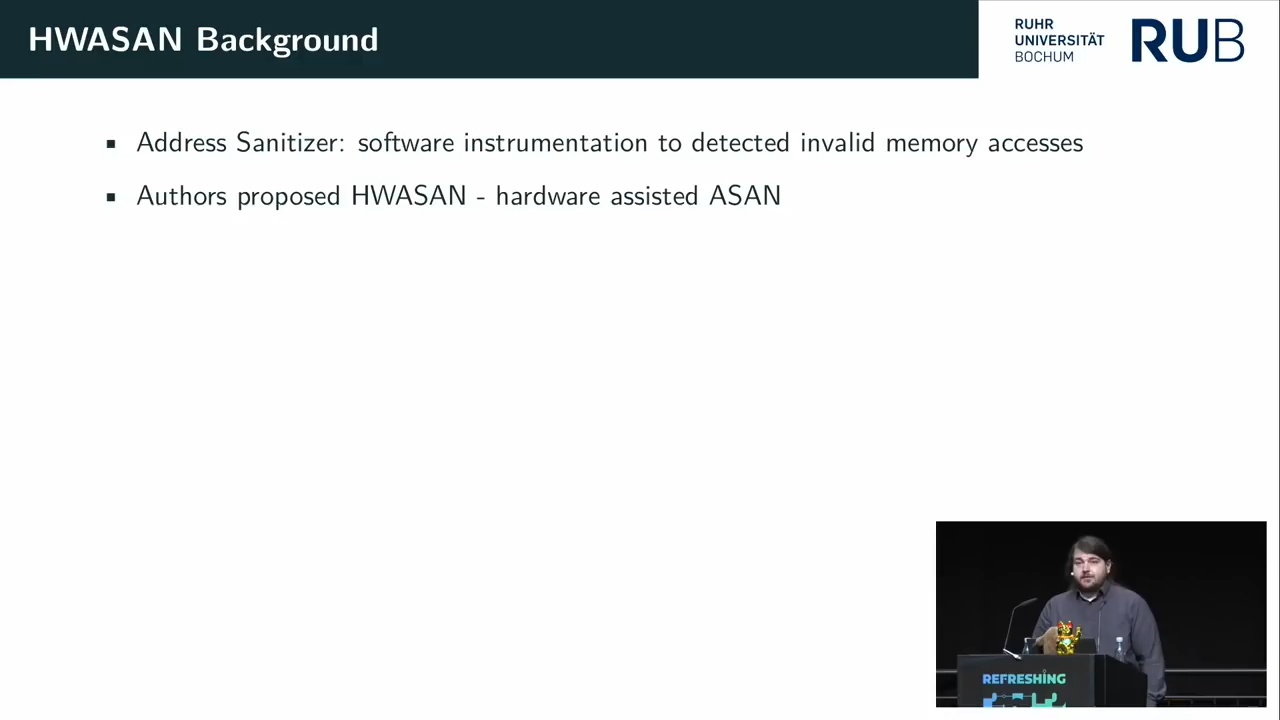 HWASAN Background
RUHR
UNIVERSITÄT
BOCHUM
RUB
▪ Address Sanitizer: software instrumentation to detected invalid memory accesses
▪ Authors proposed HWASAN - hardware assisted ASAN
REFRESHING